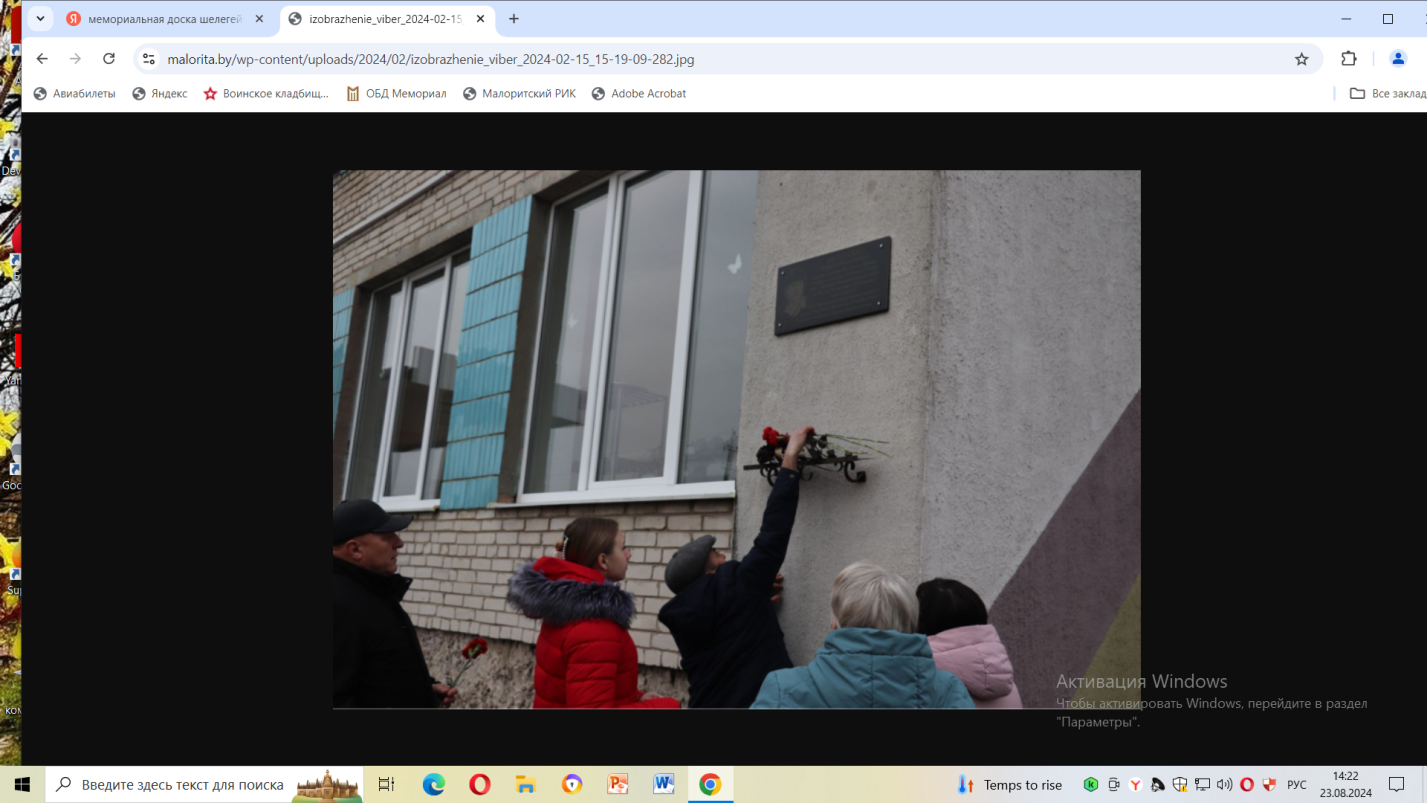 мемориальная доска шелегей
izobrazhenie_viber_2024-02-15_
malorita.by/wp-content/uploads/2024/02/izobrazhenie_viber_2024-02-15_15-19-09-282.jpg
Авиабилеты Яндекс Воинское кладбищ... ОБД Мемориал Малоритский РИК Adobe Acrobat Все заклад
Активация Windows
Чтобы активировать Windows, перейдите в раздел
"Параметры".
Введите здесь текст для поиска Temps to rise РУС 14:22
23.08.2024